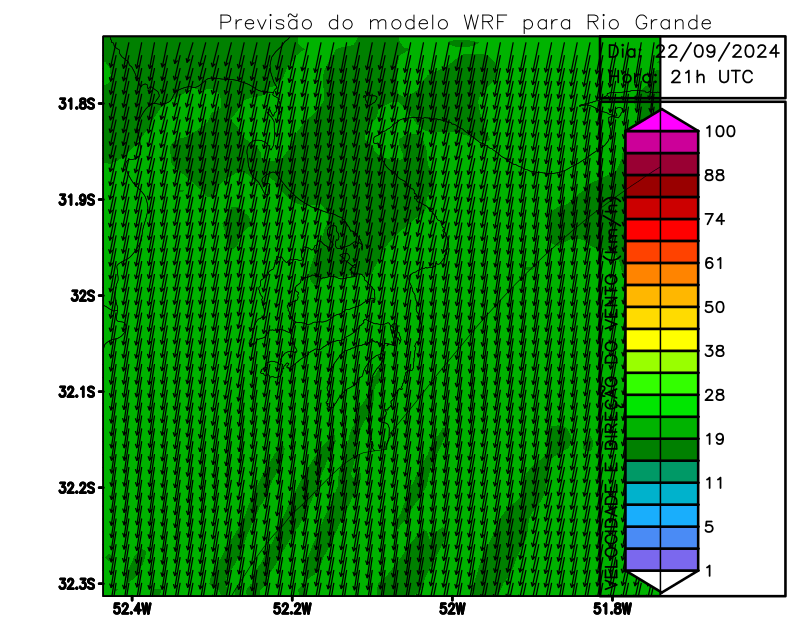 Previsão do modelo WRF para Rio Grande
Dia: 22/09/2024
Hora: 21h UTC
31.8S
31.9S
32S
32.1S
32.2S
32.3S
52.4W
52.2W
52W
51.8W
VELOCIDADE E DIREÇÃO DO VENTO (km/h)
100
88
74
61
50
38
28
19
11
5
1